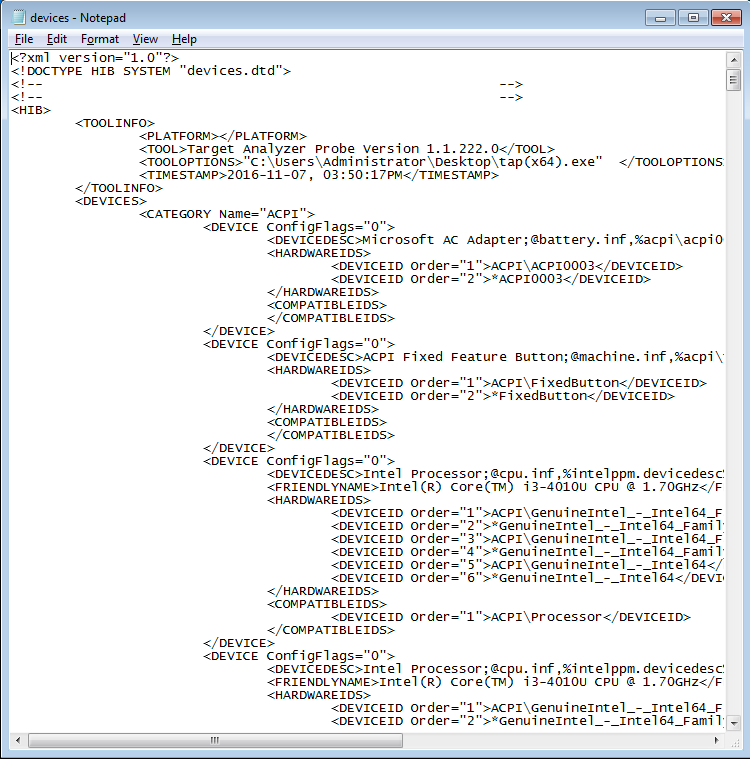 devices - Notepad
File Edit Format View Help
<?xml version="1.0"?>
<!DOCTYPE HIB SYSTEM "devices.dtd">
<!-- -->
<!-- -->
<HIB>
<TOOLINFO>
<PLATFORM></PLATFORM>
<TOOL>Target Analyzer Probe Version 1.1.222.0</TOOL>
<TOOLOPTIONS>"C:\Users\Administrator\Desktop\tap(x64).exe" </TOOLOPTIONS
<TIMESTAMP>2016-11-07, 03:50:17PM</TIMESTAMP>
</TOOLINFO>
<DEVICES>
<CATEGORY Name="ACPI">
<DEVICE ConfigFlags="0">
<DEVICEDESC>Microsoft AC Adapter;@battery.inf,%acpi\acpi0
<HARDWAREIDS>
<DEVICEID Order="1">ACPI\ACPI0003</DEVICEID>
<DEVICEID Order="2">*ACPI0003</DEVICEID>
</HARDWAREIDS>
<COMPATIBLEIDS>
</COMPATIBLEIDS>
</DEVICE>
<DEVICE ConfigFlags="0">
<DEVICEDESC>ACPI Fixed Feature Button;@machine.inf,%acpi\
<HARDWAREIDS>
<DEVICEID Order="1">ACPI\FixedButton</DEVICEID>
<DEVICEID Order="2">*FixedButton</DEVICEID>
</HARDWAREIDS>
<COMPATIBLEIDS>
</COMPATIBLEIDS>
</DEVICE>
<DEVICE ConfigFlags="0">
<DEVICEDESC>Intel Processor;@cpu.inf,%intelppm.devicedesc%
<FRIENDLYNAME>Intel(R) Core(TM) i3-4010U CPU @ 1.70GHz</F
<HARDWAREIDS>
<DEVICEID Order="1">ACPI\GenuineIntel_-_Intel64_F
<DEVICEID Order="2">*GenuineIntel_-_Intel64_Famil
<DEVICEID Order="3">ACPI\GenuineIntel_-_Intel64_F
<DEVICEID Order="4">*GenuineIntel_-_Intel64_Famil
<DEVICEID Order="5">ACPI\GenuineIntel_-_Intel64</
<DEVICEID Order="6">*GenuineIntel_-_Intel64</DEVI
</HARDWAREIDS>
<COMPATIBLEIDS>
<DEVICEID Order="1">ACPI\Processor</DEVICEID>
</COMPATIBLEIDS>
</DEVICE>
<DEVICE ConfigFlags="0">
<DEVICEDESC>Intel Processor;@cpu.inf,%intelppm.devicedesc%
<FRIENDLYNAME>Intel(R) Core(TM) i3-4010U CPU @ 1.70GHz</F
<HARDWAREIDS>
<DEVICEID Order="1">ACPI\GenuineIntel_-_Intel64_F
<DEVICEID Order="2">*GenuineIntel_-_Intel64_Famil